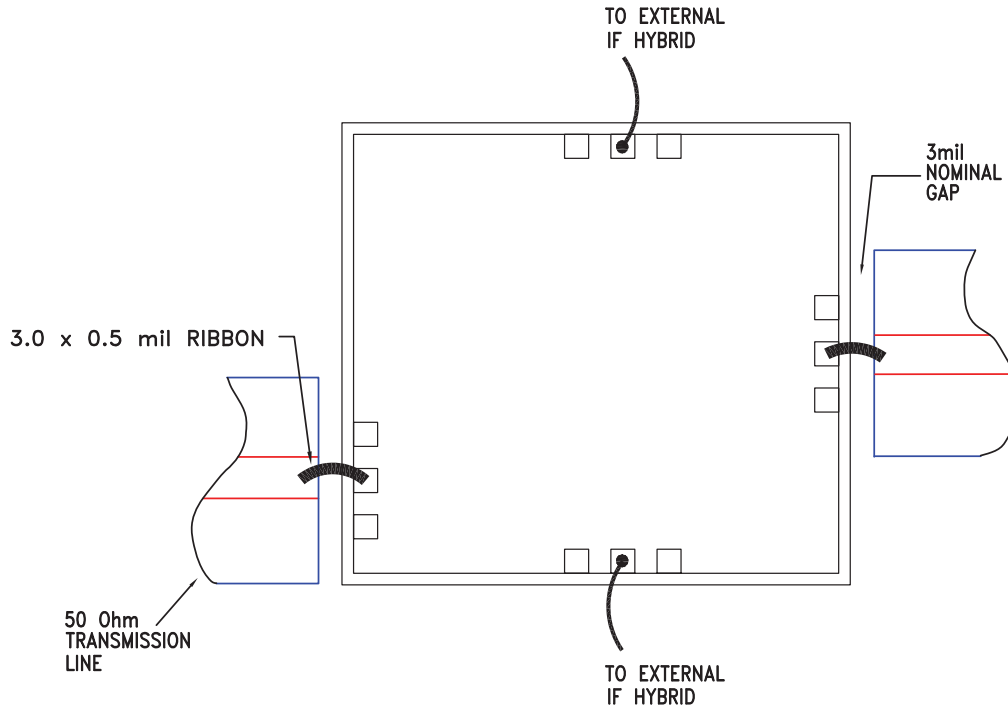 TO EXTERNAL
IF HYBRID
3mil
NOMINAL
GAP
3.0 x 0.5 mil RIBBON
50 Ohm
TRANSMISSION
LINE
TO EXTERNAL
IF HYBRID